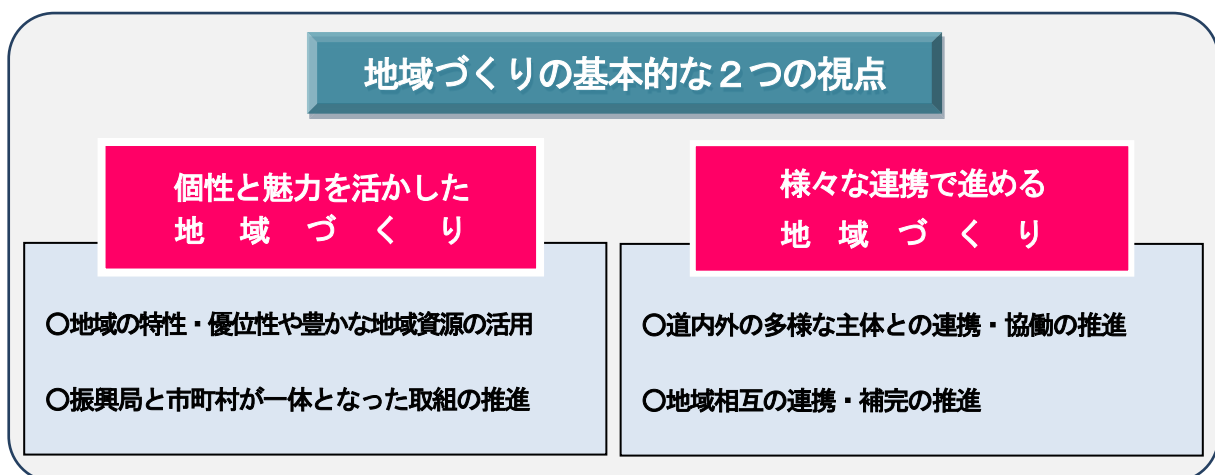 地域づくりの基本的な２つの視点
個性と魅力を活かした
地域づくり
○地域の特性・優位性や豊かな地域資源の活用
○振興局と市町村が一体となった取組の推進
様々な連携で進める
地域づくり
○道内外の多様な主体との連携・協働の推進
○地域相互の連携・補完の推進